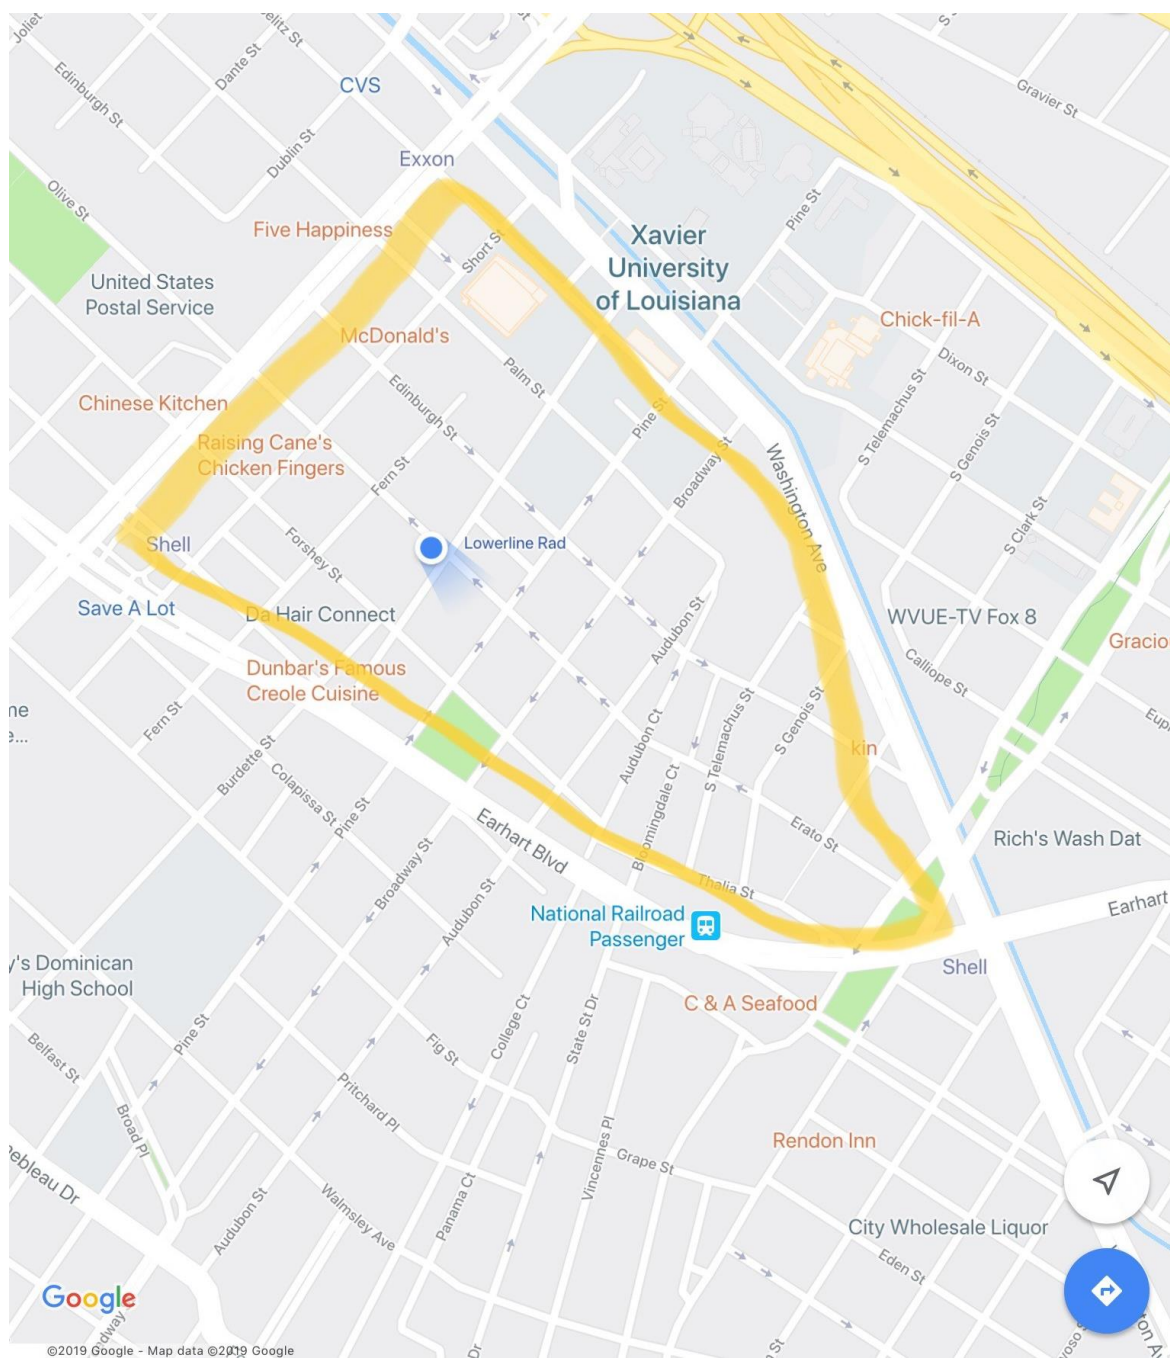 Joliet
elitz St
Dante St
CVS
Edinburgh St
Gravier St
Dublin St
Exxon
Olive St
Pine St
Five Happiness
Short St
Xavier
University
of Louisiana
United States
Postal Service
McDonald's
Chick-fil-A
Palm St
Dixon St
Edinburgh St
S Telemachus St
Chinese Kitchen
Pine St
S Genois St
Raising Cane's
Chicken Fingers
Fern St
Broadway St
Washington Ave
S Clark St
Shell
Forshey St
Lowerline Rad
Save A Lot
Da Hair Connect
Audubon St
WVUE-TV Fox 8
Gracio
Calliope St
Dunbar's Famous
Creole Cuisine
Fern St
me
e...
Eup
Audubon Ct
S Telemachus St
S Genois St
kin
Burdette St
Colapissa St
Pine St
Bloomingdale Ct
Earhart Blvd
Erato St
Rich's Wash Dat
Broadway St
Thalia St
Earhart
Audubon St
National Railroad
Passenger
y's Dominican
High School
Shell
C & A Seafood
Pine St
College Ct
State St Dr
Belfast St
Fig St
Pritchard Pl
Broad Pl
Vincennes Pl
Rendon Inn
Grape St
ebleau Dr
Panama Ct
Walmsley Ave
Audubon St
City Wholesale Liquor
Eden St
Google
dway
Dr
©2019 Google - Map data ©2019 Google